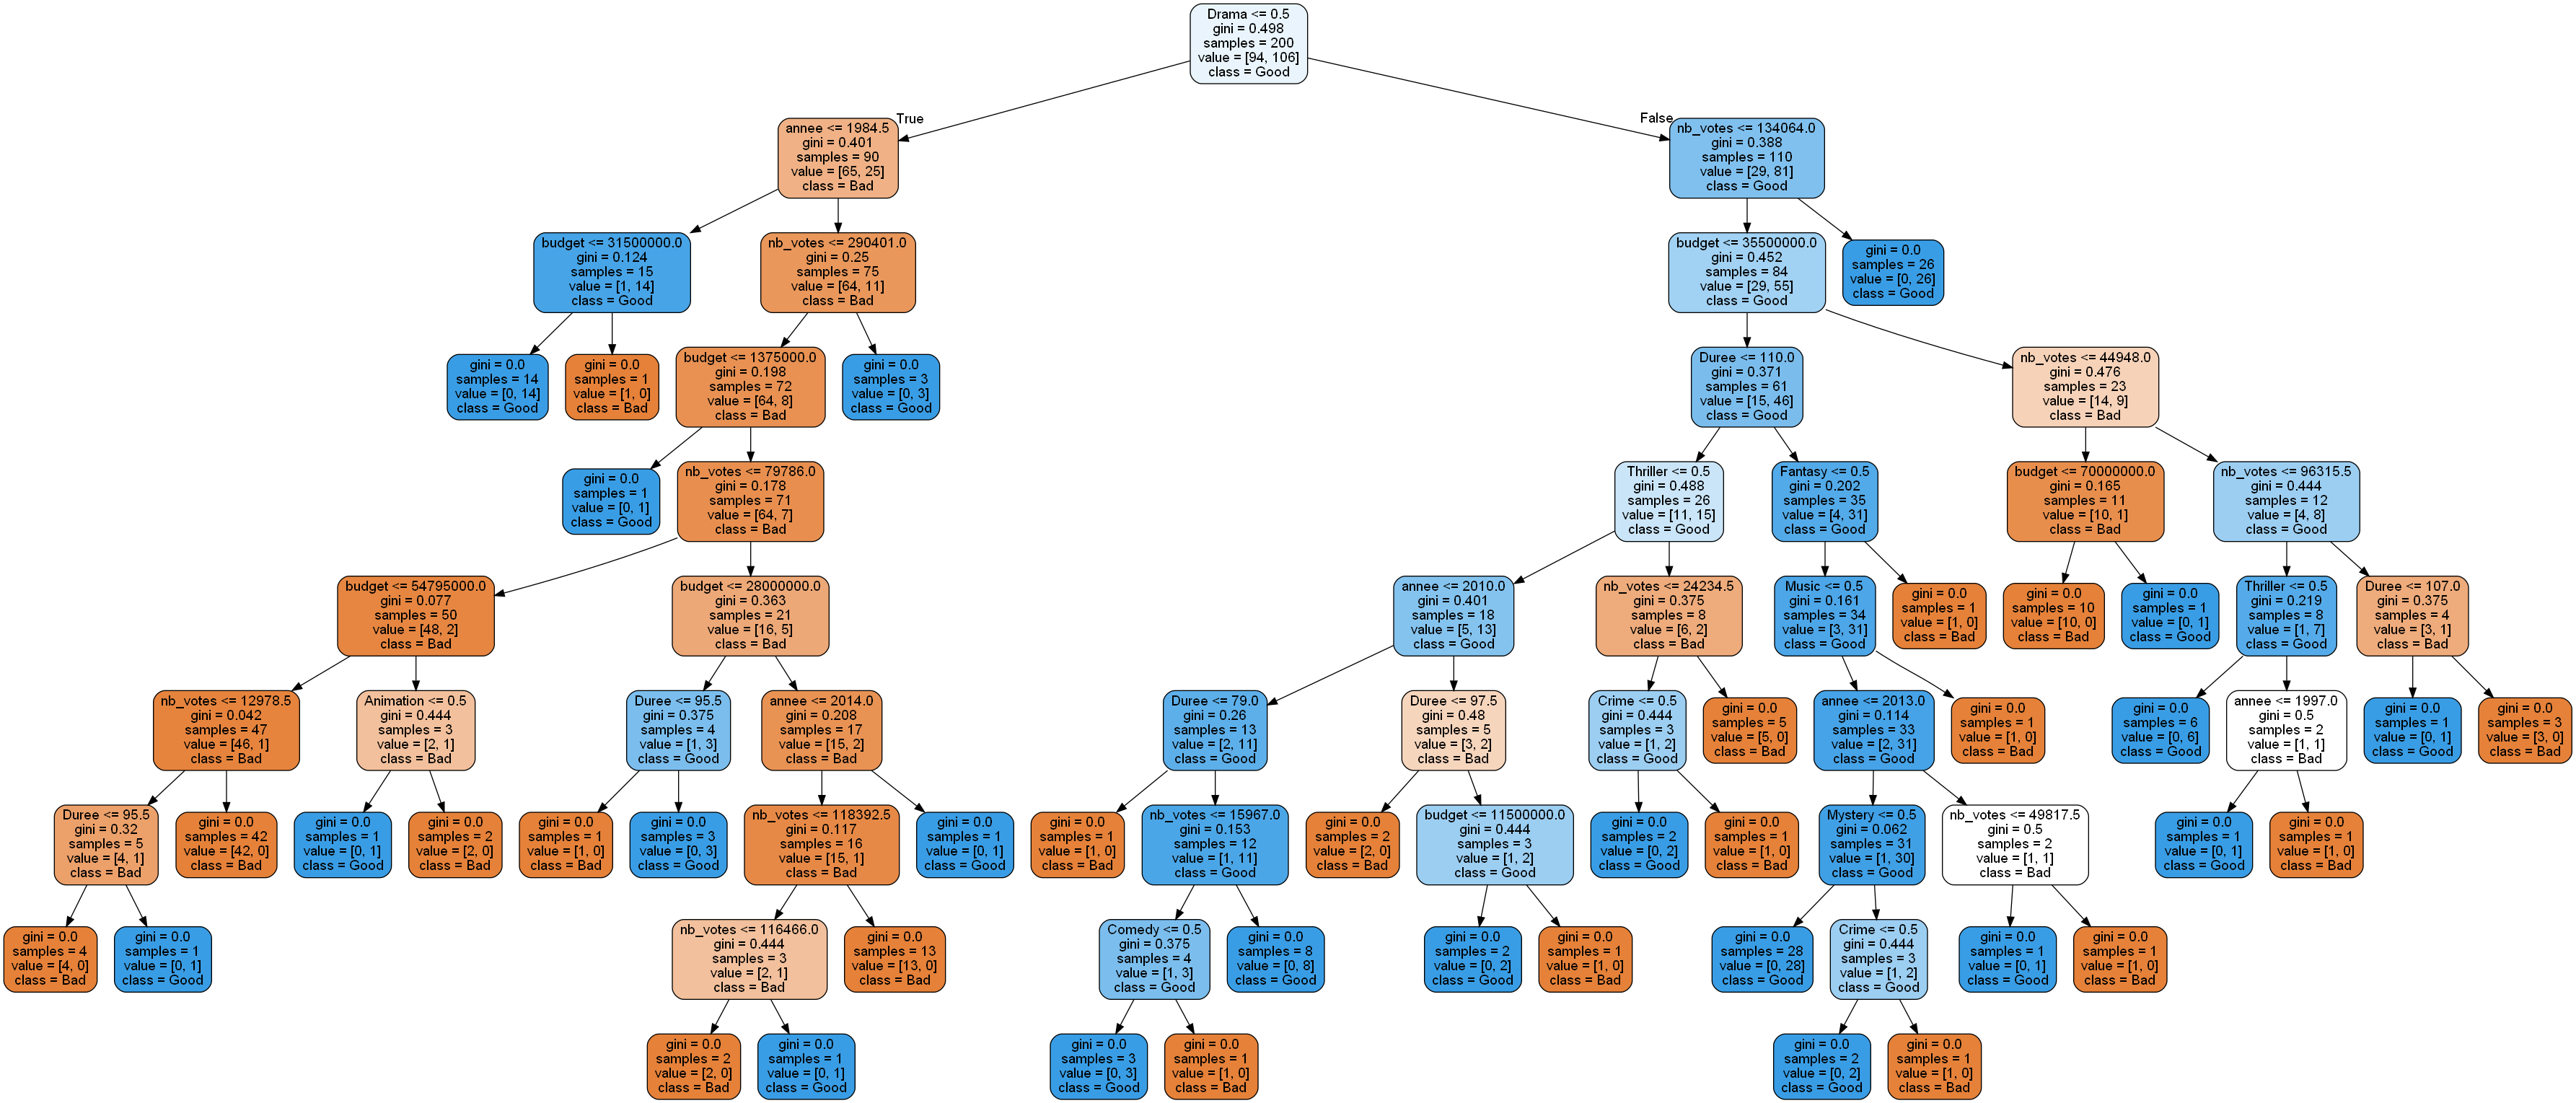 Drama <= 0.5
gini = 0.498
samples = 200
value = [94, 106]
class = Good
True
False
annee <= 1984.5
gini = 0.401
samples = 90
value = [65, 25]
class = Bad
nb_votes <= 134064.0
gini = 0.388
samples = 110
value = [29, 81]
class = Good
budget <= 31500000.0
gini = 0.124
samples = 15
value = [1, 14]
class = Good
nb_votes <= 290401.0
gini = 0.25
samples = 75
value = [64, 11]
class = Bad
budget <= 35500000.0
gini = 0.452
samples = 84
value = [29, 55]
class = Good
gini = 0.0
samples = 26
value = [0, 26]
class = Good
gini = 0.0
samples = 14
value = [0, 14]
class = Good
gini = 0.0
samples = 1
value = [1, 0]
class = Bad
budget <= 1375000.0
gini = 0.198
samples = 72
value = [64, 8]
class = Bad
gini = 0.0
samples = 3
value = [0, 3]
class = Good
Duree <= 110.0
gini = 0.371
samples = 61
value = [15, 46]
class = Good
nb_votes <= 44948.0
gini = 0.476
samples = 23
value = [14, 9]
class = Bad
gini = 0.0
samples = 1
value = [0, 1]
class = Good
nb_votes <= 79786.0
gini = 0.178
samples = 71
value = [64, 7]
class = Bad
Thriller <= 0.5
gini = 0.488
samples = 26
value = [11, 15]
class = Good
Fantasy <= 0.5
gini = 0.202
samples = 35
value = [4, 31]
class = Good
budget <= 70000000.0
gini = 0.165
samples = 11
value = [10, 1]
class = Bad
nb_votes <= 96315.5
gini = 0.444
samples = 12
value = [4, 8]
class = Good
budget <= 54795000.0
gini = 0.077
samples = 50
value = [48, 2]
class = Bad
budget <= 28000000.0
gini = 0.363
samples = 21
value = [16, 5]
class = Bad
annee <= 2010.0
gini = 0.401
samples = 18
value = [5, 13]
class = Good
nb_votes <= 24234.5
gini = 0.375
samples = 8
value = [6, 2]
class = Bad
Music <= 0.5
gini = 0.161
samples = 34
value = [3, 31]
class = Good
gini = 0.0
samples = 1
value = [1, 0]
class = Bad
gini = 0.0
samples = 10
value = [10, 0]
class = Bad
gini = 0.0
samples = 1
value = [0, 1]
class = Good
Thriller <= 0.5
gini = 0.219
samples = 8
value = [1, 7]
class = Good
Duree <= 107.0
gini = 0.375
samples = 4
value = [3, 1]
class = Bad
nb_votes <= 12978.5
gini = 0.042
samples = 47
value = [46, 1]
class = Bad
Animation <= 0.5
gini = 0.444
samples = 3
value = [2, 1]
class = Bad
Duree <= 95.5
gini = 0.375
samples = 4
value = [1, 3]
class = Good
annee <= 2014.0
gini = 0.208
samples = 17
value = [15, 2]
class = Bad
Duree <= 79.0
gini = 0.26
samples = 13
value = [2, 11]
class = Good
Duree <= 97.5
gini = 0.48
samples = 5
value = [3, 2]
class = Bad
Crime <= 0.5
gini = 0.444
samples = 3
value = [1, 2]
class = Good
gini = 0.0
samples = 5
value = [5, 0]
class = Bad
annee <= 2013.0
gini = 0.114
samples = 33
value = [2, 31]
class = Good
gini = 0.0
samples = 1
value = [1, 0]
class = Bad
gini = 0.0
samples = 6
value = [0, 6]
class = Good
annee <= 1997.0
gini = 0.5
samples = 2
value = [1, 1]
class = Bad
gini = 0.0
samples = 1
value = [0, 1]
class = Good
gini = 0.0
samples = 3
value = [3, 0]
class = Bad
Duree <= 95.5
gini = 0.32
samples = 5
value = [4, 1]
class = Bad
gini = 0.0
samples = 42
value = [42, 0]
class = Bad
gini = 0.0
samples = 1
value = [0, 1]
class = Good
gini = 0.0
samples = 2
value = [2, 0]
class = Bad
gini = 0.0
samples = 1
value = [1, 0]
class = Bad
gini = 0.0
samples = 3
value = [0, 3]
class = Good
nb_votes <= 118392.5
gini = 0.117
samples = 16
value = [15, 1]
class = Bad
gini = 0.0
samples = 1
value = [0, 1]
class = Good
gini = 0.0
samples = 1
value = [1, 0]
class = Bad
nb_votes <= 15967.0
gini = 0.153
samples = 12
value = [1, 11]
class = Good
gini = 0.0
samples = 2
value = [2, 0]
class = Bad
budget <= 11500000.0
gini = 0.444
samples = 3
value = [1, 2]
class = Good
gini = 0.0
samples = 2
value = [0, 2]
class = Good
gini = 0.0
samples = 1
value = [1, 0]
class = Bad
Mystery <= 0.5
gini = 0.062
samples = 31
value = [1, 30]
class = Good
nb_votes <= 49817.5
gini = 0.5
samples = 2
value = [1, 1]
class = Bad
gini = 0.0
samples = 1
value = [0, 1]
class = Good
gini = 0.0
samples = 1
value = [1, 0]
class = Bad
gini = 0.0
samples = 4
value = [4, 0]
class = Bad
gini = 0.0
samples = 1
value = [0, 1]
class = Good
nb_votes <= 116466.0
gini = 0.444
samples = 3
value = [2, 1]
class = Bad
gini = 0.0
samples = 13
value = [13, 0]
class = Bad
Comedy <= 0.5
gini = 0.375
samples = 4
value = [1, 3]
class = Good
gini = 0.0
samples = 8
value = [0, 8]
class = Good
gini = 0.0
samples = 2
value = [0, 2]
class = Good
gini = 0.0
samples = 1
value = [1, 0]
class = Bad
gini = 0.0
samples = 28
value = [0, 28]
class = Good
Crime <= 0.5
gini = 0.444
samples = 3
value = [1, 2]
class = Good
gini = 0.0
samples = 1
value = [0, 1]
class = Good
gini = 0.0
samples = 1
value = [1, 0]
class = Bad
gini = 0.0
samples = 2
value = [2, 0]
class = Bad
gini = 0.0
samples = 1
value = [0, 1]
class = Good
gini = 0.0
samples = 3
value = [0, 3]
class = Good
gini = 0.0
samples = 1
value = [1, 0]
class = Bad
gini = 0.0
samples = 2
value = [0, 2]
class = Good
gini = 0.0
samples = 1
value = [1, 0]
class = Bad